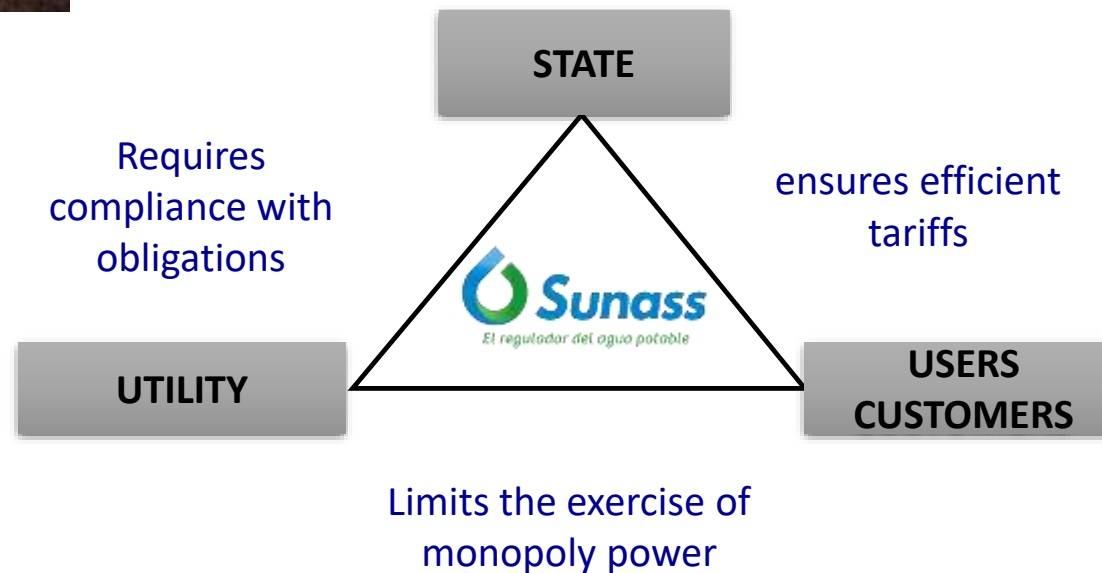 STATE
Requires
compliance with
obligations
ensures efficient
tariffs
Sunass
El regulador del agua potable
UTILITY
USERS
CUSTOMERS
Limits the exercise of
monopoly power